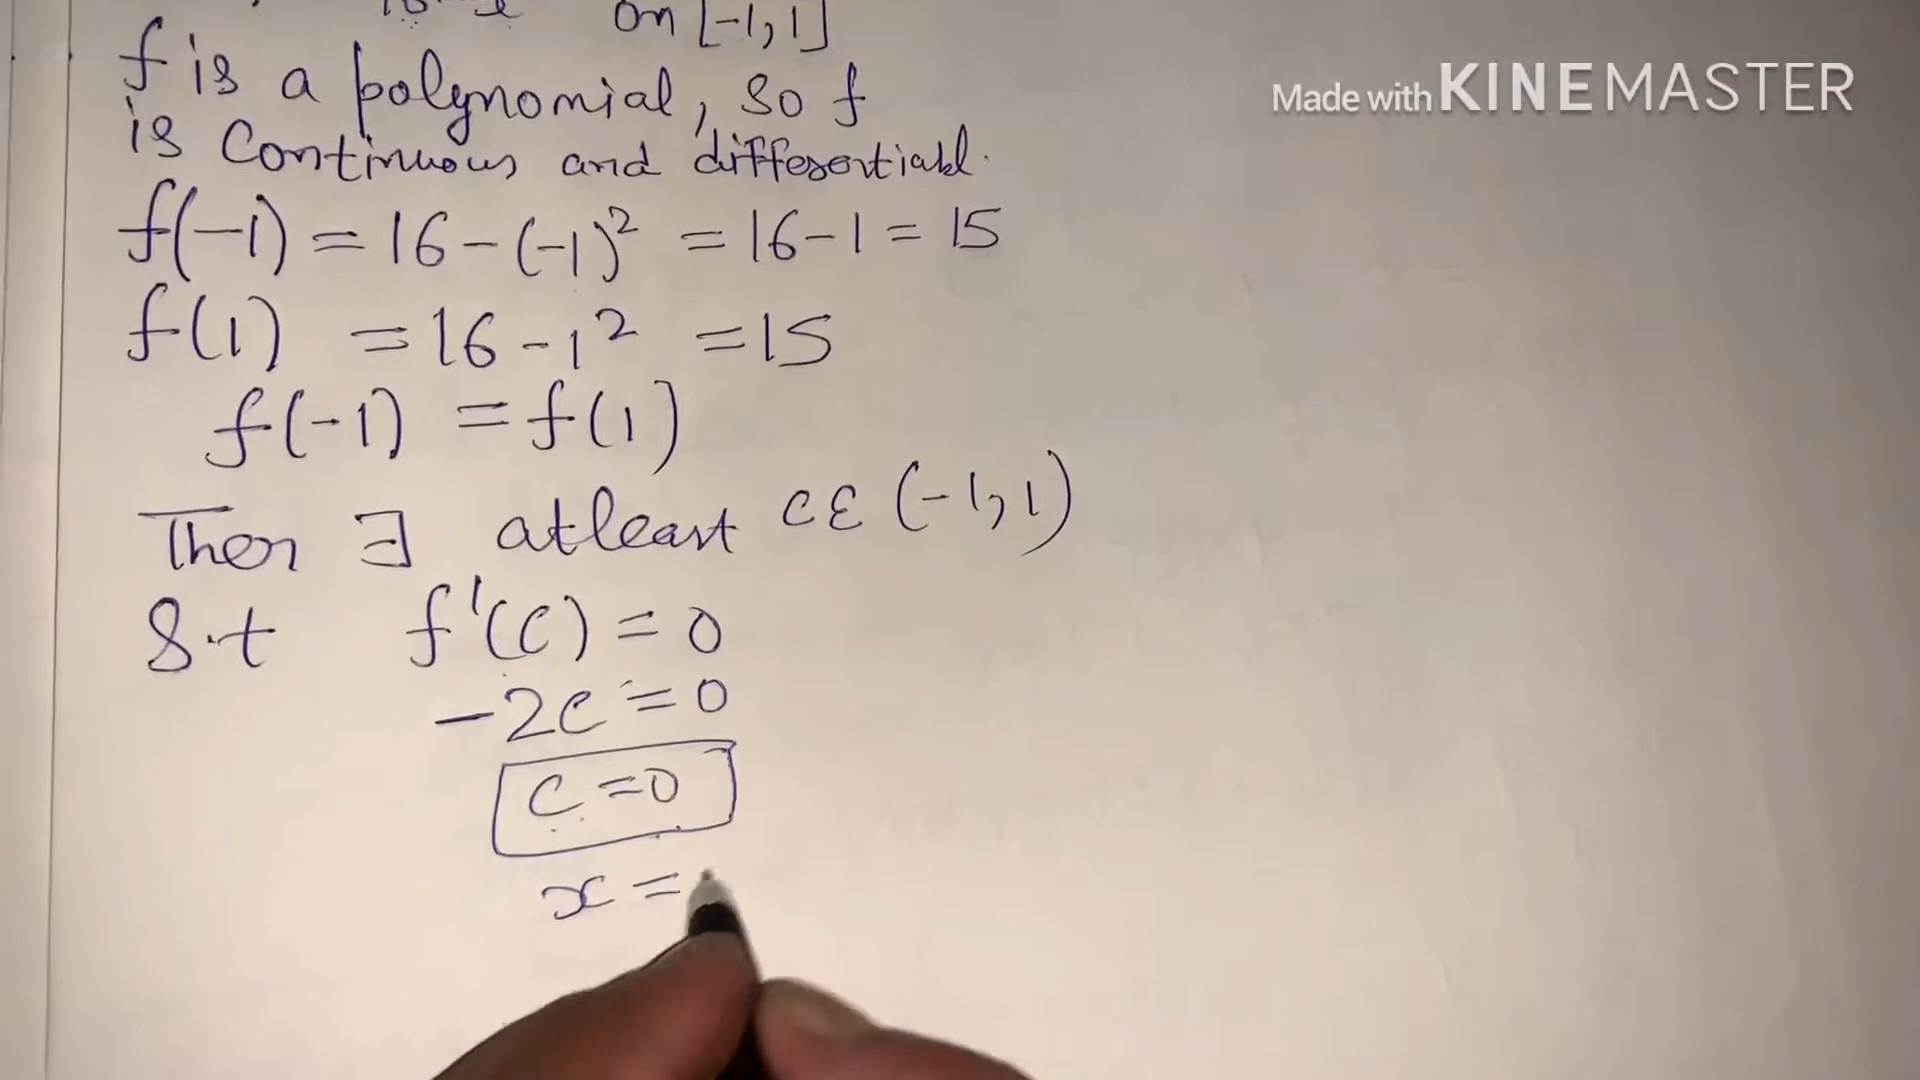 on [-1, 1]
f is a polynomial, so f
is Continuous and differentiabl.
f(-1) = 16 - (-1)² = 16 - 1 = 15
f(1) = 16 - 1² = 15
f(-1) = f(1)
Then ∃ atleast c ε (-1, 1)
S.t f'(c) = 0
-2c = 0
c = 0
x =
Made with KINEMASTER